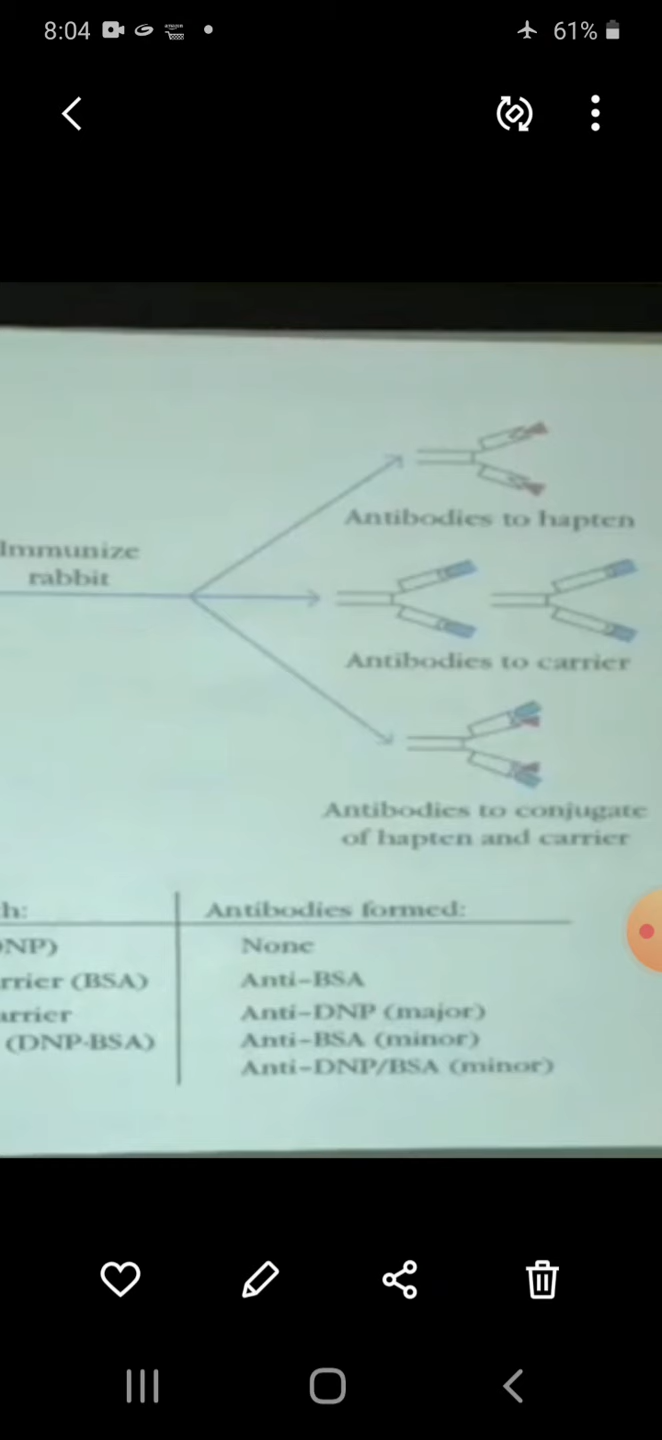 8:04
61%
Antibodies to hapten
Immunize
rabbit
Antibodies to carrier
Antibodies to conjugate
of hapten and carrier
h:
Antibodies formed:
NP)
None
rrier (BSA)
Anti-BSA
arrier
Anti-DNP (major)
(DNP-BSA)
Anti-BSA (minor)
Anti-DNP/BSA (minor)